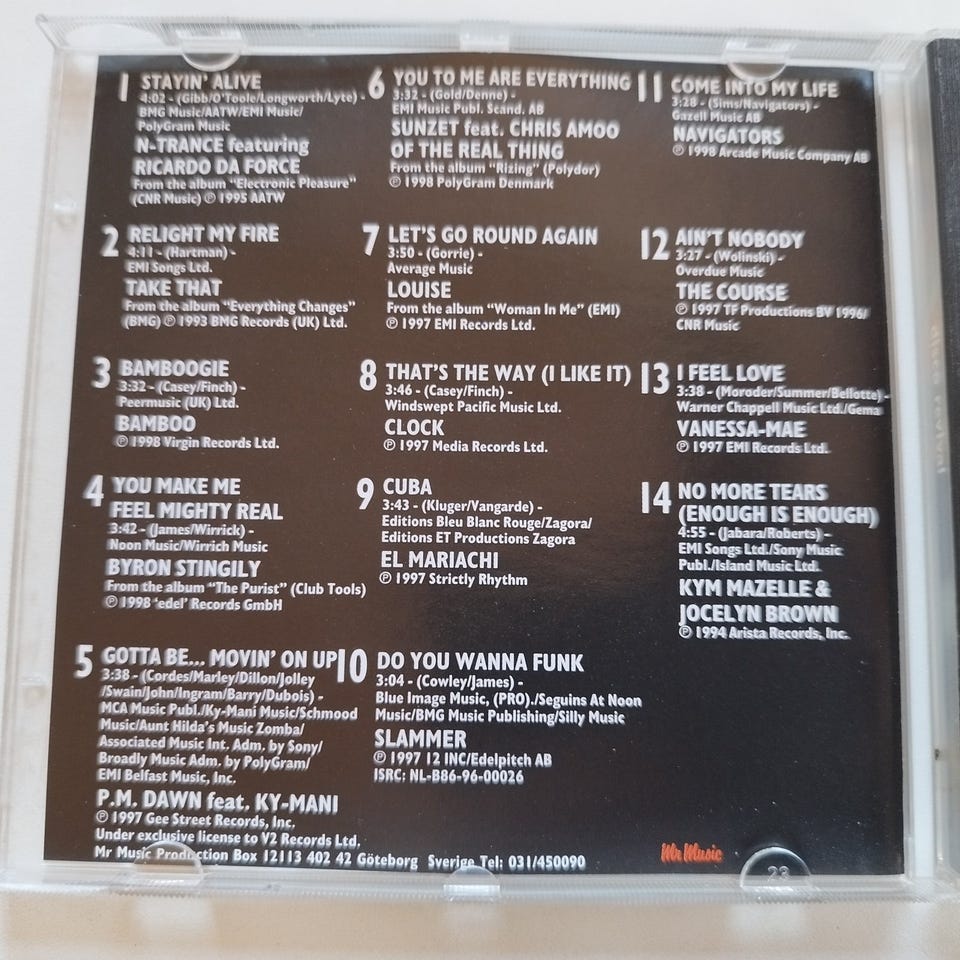 1 STAYIN' ALIVE
4:02 - (Gibb/O'Toole/Longworth/Lyte) -
BMG Music/AATW/EMI Music/
PolyGram Music
N-TRANCE featuring
RICARDO DA FORCE
From the album "Electronic Pleasure"
(CNR Music) ℗ 1995 AATW
2 RELIGHT MY FIRE
4:11 - (Hartman) -
EMI Songs Ltd.
TAKE THAT
From the album "Everything Changes"
(BMG) ℗ 1993 BMG Records (UK) Ltd.
3 BAMBOOGIE
3:32 - (Casey/Finch) -
Peermusic (UK) Ltd.
BAMBOO
℗ 1998 Virgin Records Ltd.
4 YOU MAKE ME
FEEL MIGHTY REAL
3:42 - (James/Wirrick) -
Noon Music/Wirrich Music
BYRON STINGILY
From the album "The Purist" (Club Tools)
℗ 1998 'edel' Records GmbH
5 GOTTA BE... MOVIN' ON UP
3:38 - (Cordes/Marley/Dillon/Jolley
/Swain/John/Ingram/Barry/Dubois) -
MCA Music Publ./Ky-Mani Music/Schmood
Music/Aunt Hilda's Music Zomba/
Associated Music Int. Adm. by Sony/
Broadly Music Adm. by PolyGram/
EMI Belfast Music, Inc.
P.M. DAWN feat. KY-MANI
℗ 1997 Gee Street Records, Inc.
Under exclusive license to V2 Records Ltd.
Mr Music Production Box 12113 402 42 Göteborg Sverige Tel: 031/450090
6 YOU TO ME ARE EVERYTHING
3:32 - (Gold/Denne) -
EMI Music Publ. Scand. AB
SUNZET feat. CHRIS AMOO
OF THE REAL THING
From the album "Rizing" (Polydor)
℗ 1998 PolyGram Denmark
7 LET'S GO ROUND AGAIN
3:50 - (Gorrie) -
Average Music
LOUISE
From the album "Woman In Me" (EMI)
℗ 1997 EMI Records Ltd.
8 THAT'S THE WAY (I LIKE IT)
3:46 - (Casey/Finch) -
Windswept Pacific Music Ltd.
CLOCK
℗ 1997 Media Records Ltd.
9 CUBA
3:43 - (Kluger/Vangarde) -
Editions Bleu Blanc Rouge/Zagora/
Editions ET Productions Zagora
EL MARIACHI
℗ 1997 Strictly Rhythm
10 DO YOU WANNA FUNK
3:04 - (Cowley/James) -
Blue Image Music, (PRO)./Seguins At Noon
Music/BMG Music Publishing/Silly Music
SLAMMER
℗ 1997 12 INC/Edelpitch AB
ISRC: NL-B86-96-00026
11 COME INTO MY LIFE
3:28 - (Sims/Navigators) -
Gazell Music AB
NAVIGATORS
℗ 1998 Arcade Music Company AB
12 AIN'T NOBODY
3:27 - (Wolinski) -
Overdue Music
THE COURSE
℗ 1997 TF Productions BV 1996/
CNR Music
13 I FEEL LOVE
3:38 - (Moroder/Summer/Bellotte) -
Warner Chappell Music Ltd./Gema
VANESSA-MAE
℗ 1997 EMI Records Ltd.
14 NO MORE TEARS
(ENOUGH IS ENOUGH)
4:55 - (Jabara/Roberts) -
EMI Songs Ltd./Sony Music
Publ./Island Music Ltd.
KYM MAZELLE &
JOCELYN BROWN
℗ 1994 Arista Records, Inc.
Mr Music
23